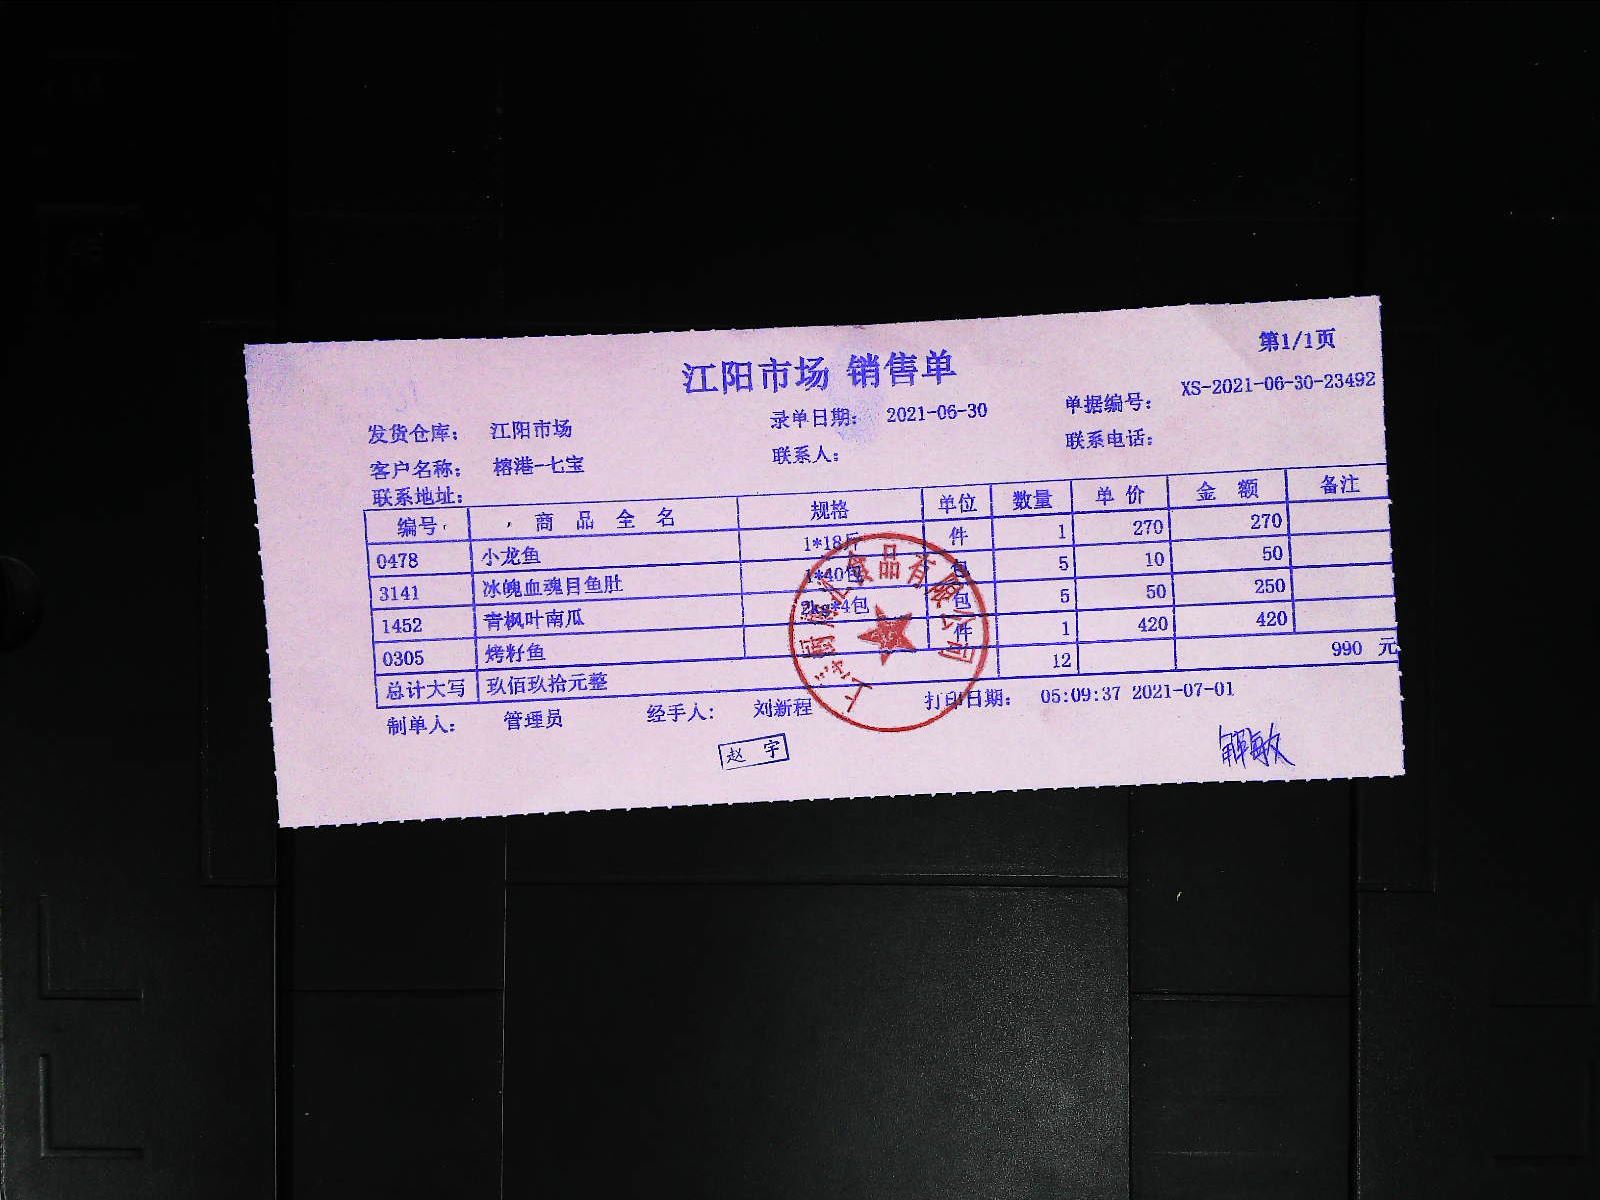 江阳市场 销售单
第1/1页
发货仓库： 江阳市场 录单日期： 2021-06-30 单据编号： XS-2021-06-30-23492
客户名称： 榕港-七宝 联系人： 联系电话：
联系地址：
编号 商品全名 规格 单位 数量 单价 金额 备注
0478 小龙鱼 1*18斤 件 1 270 270
3141 冰魄血魂目鱼肚 1*40包 包 5 10 50
1452 青枫叶南瓜 2kg*4包 包 5 50 250
0305 烤籽鱼 件 1 420 420
总计大写 玖佰玖拾元整 12 990 元
制单人： 管理员 经手人： 刘新程 打印日期： 05:09:37 2021-07-01
赵宇
食品有限公司